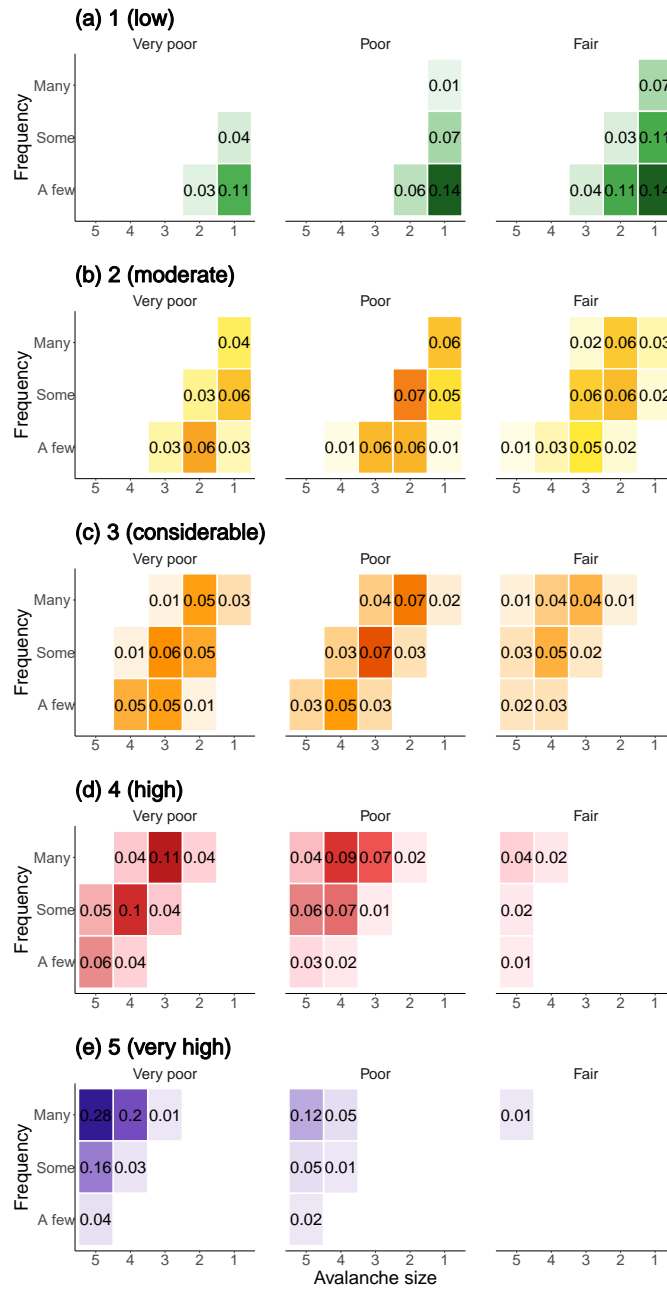 (a) 1 (low)
Very poor Poor Fair
Frequency
Many 0.01 0.07
Some 0.04 0.07 0.03 0.11
A few 0.03 0.11 0.06 0.14 0.04 0.11 0.14
5 4 3 2 1 5 4 3 2 1 5 4 3 2 1
(b) 2 (moderate)
Very poor Poor Fair
Frequency
Many 0.04 0.06 0.02 0.06 0.03
Some 0.03 0.06 0.07 0.05 0.06 0.06 0.02
A few 0.03 0.06 0.03 0.01 0.06 0.06 0.01 0.01 0.03 0.05 0.02
5 4 3 2 1 5 4 3 2 1 5 4 3 2 1
(c) 3 (considerable)
Very poor Poor Fair
Frequency
Many 0.01 0.05 0.03 0.04 0.07 0.02 0.01 0.04 0.04 0.01
Some 0.01 0.06 0.05 0.03 0.07 0.03 0.03 0.05 0.02
A few 0.05 0.05 0.01 0.03 0.05 0.03 0.02 0.03
5 4 3 2 1 5 4 3 2 1 5 4 3 2 1
(d) 4 (high)
Very poor Poor Fair
Frequency
Many 0.04 0.11 0.04 0.04 0.09 0.07 0.02 0.04 0.02
Some 0.05 0.1 0.04 0.06 0.07 0.01 0.02
A few 0.06 0.04 0.03 0.02 0.01
5 4 3 2 1 5 4 3 2 1 5 4 3 2 1
(e) 5 (very high)
Very poor Poor Fair
Frequency
Many 0.28 0.2 0.01 0.12 0.05 0.01
Some 0.16 0.03 0.05 0.01
A few 0.04 0.02
5 4 3 2 1 5 4 3 2 1 5 4 3 2 1
Avalanche size